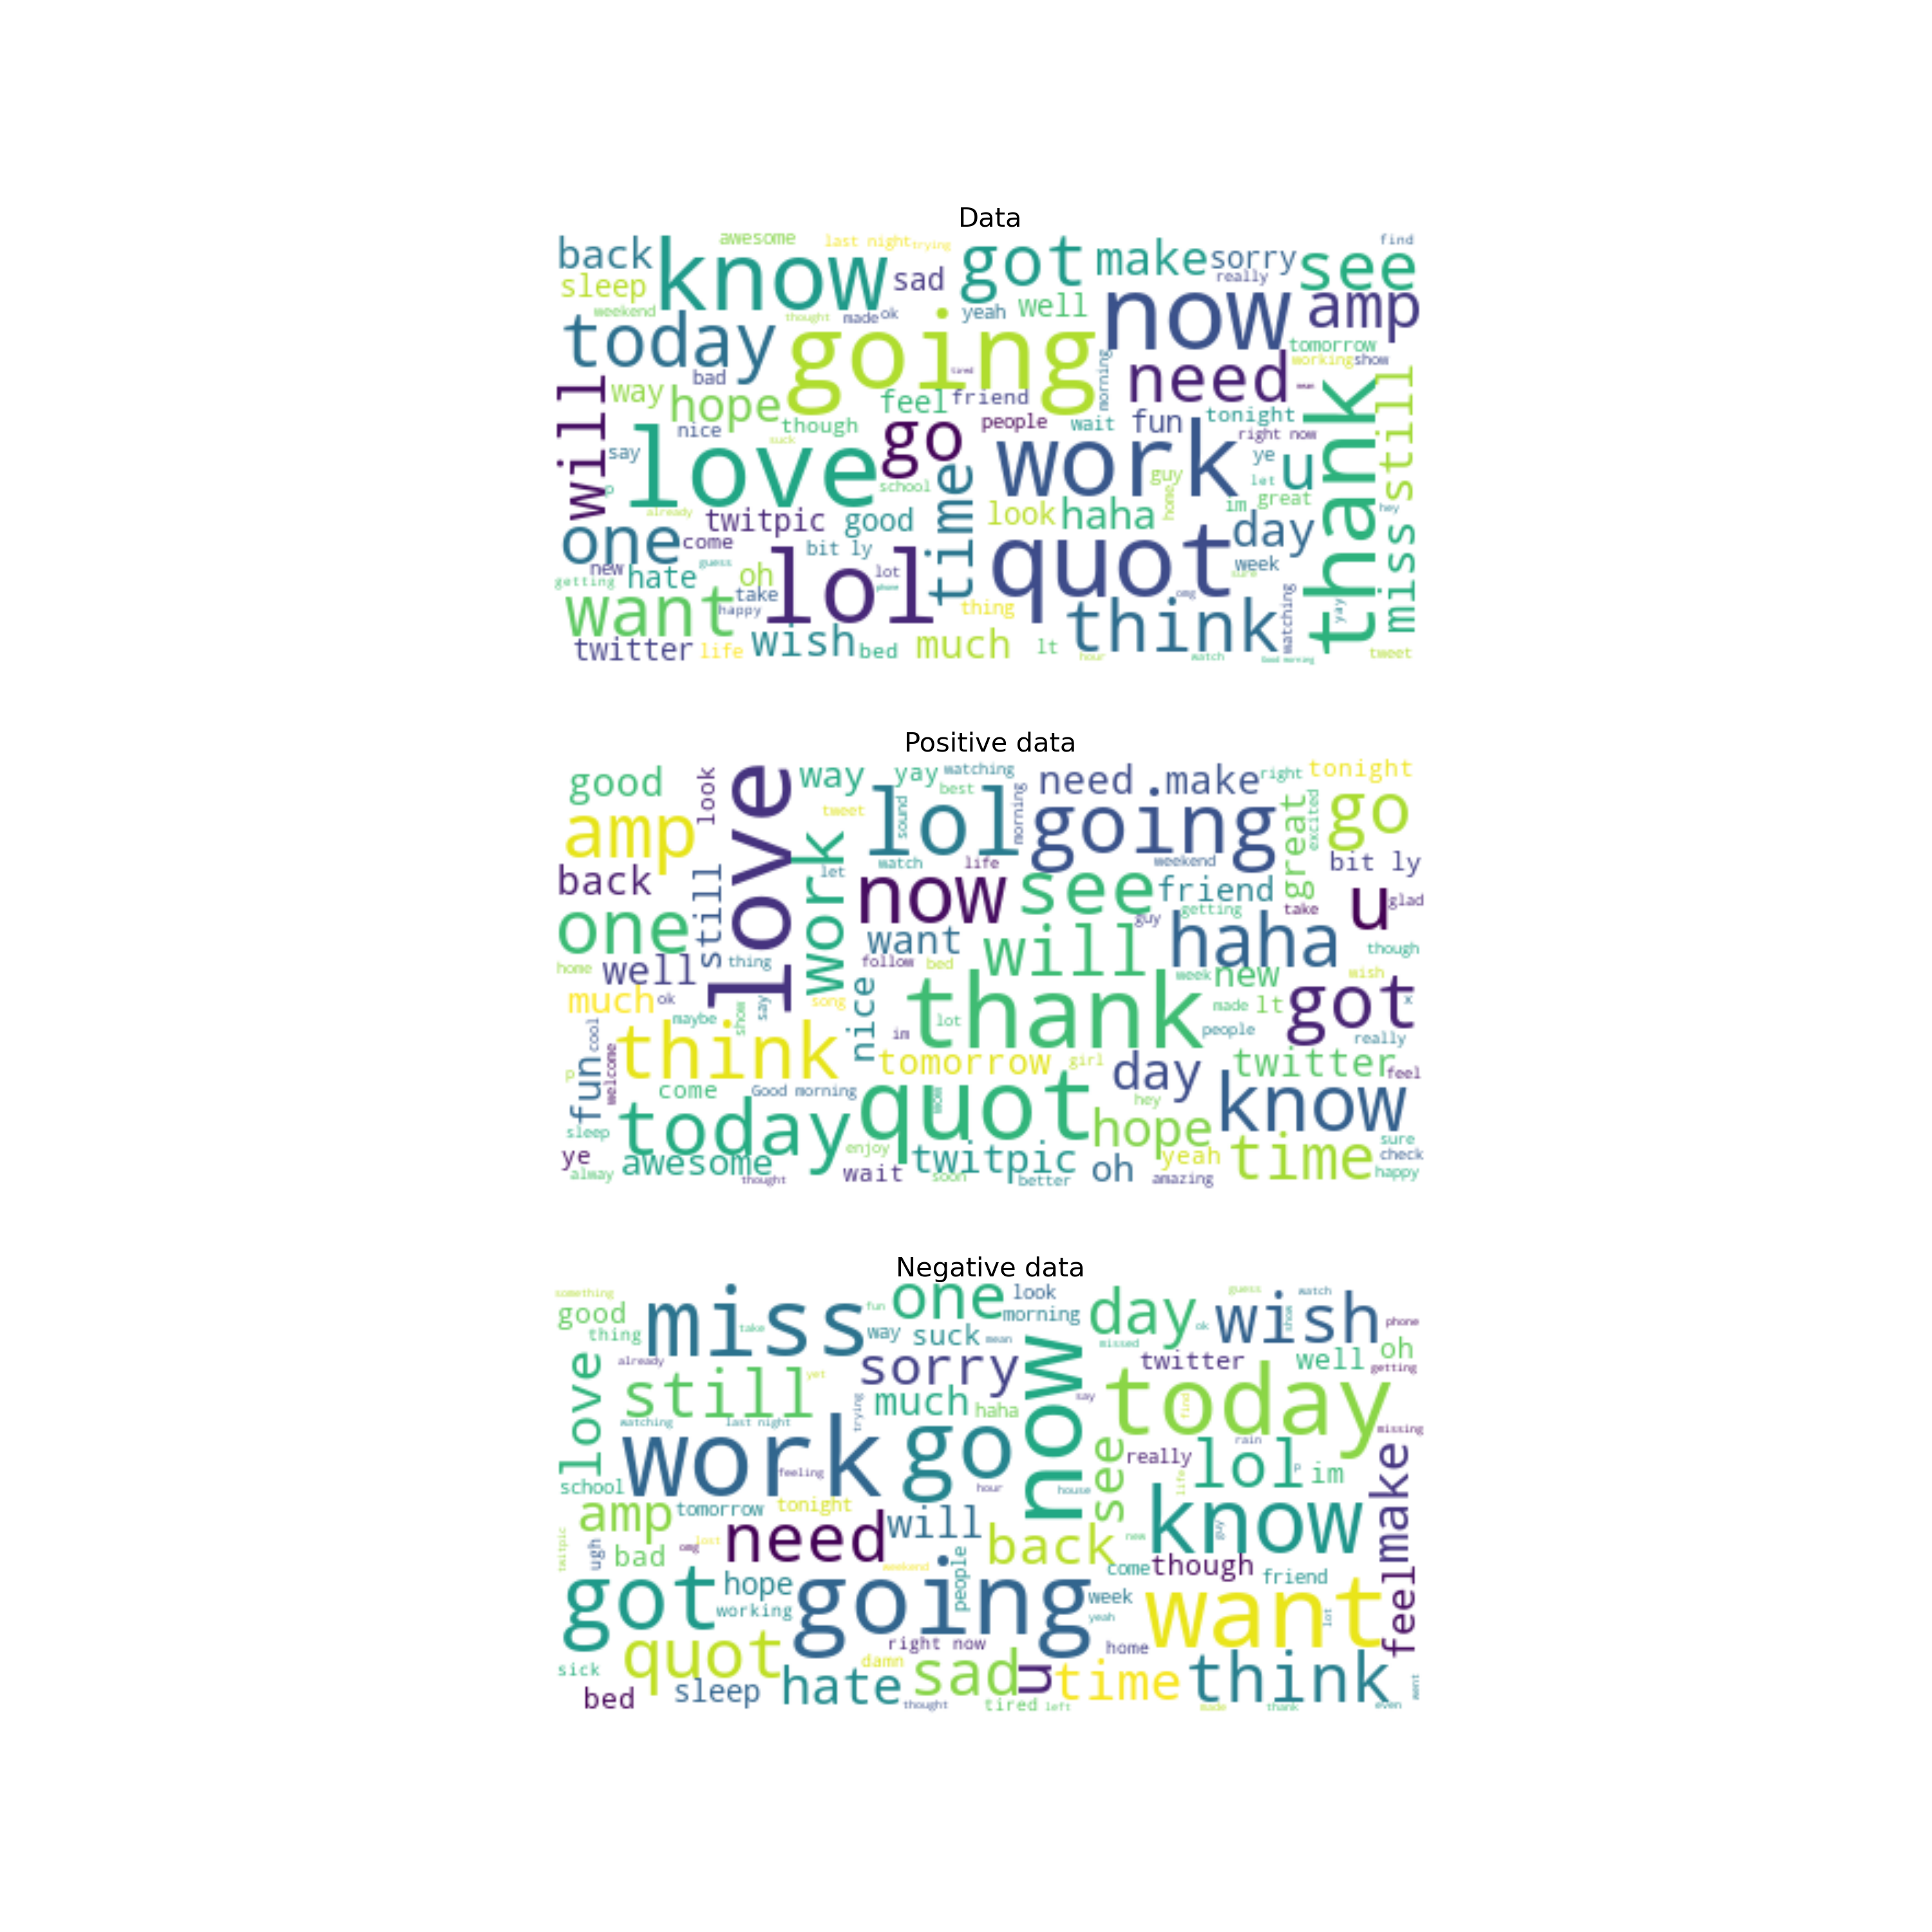 Data
back
know
awesome
last night
trying
got
make
sorry
see
find
sleep
sad
really
weekend
thought
made
ok
yeah
well
now
amp
today
going
tomorrow
working
show
bad
tired
morning
need
will
way
hope
feel
friend
people
wait
fun
tonight
thank
still
nice
though
suck
go
right now
say
love
work
ye
u
p
school
time
guy
home
let
great
already
twitpic
good
look
haha
im
hey
one
come
bit ly
day
miss
new
guess
quot
week
sure
getting
hate
oh
lol
lot
phone
want
take
happy
thing
omg
think
watching
yay
twitter
life
wish
bed
much
lt
hour
watch
Good morning
tweet
Positive data
good
look
love
way
yay
watching
need
make
right
tonight
best
tweet
lol
sound
morning
going
great
excited
go
amp
work
let
watch
life
weekend
bit ly
back
still
now
see
friend
getting
take
u
glad
guy
one
want
will
haha
though
home
well
thing
follow
bed
week
new
wish
much
ok
song
nice
thank
made
lt
got
x
maybe
show
say
lot
im
people
really
cool
think
tomorrow
girl
day
twitter
feel
p
fun
welcome
come
Good morning
quot
hey
know
sleep
today
enjoy
hope
yeah
time
sure
check
ye
awesome
wait
twitpic
oh
happy
alway
thought
soon
better
amazing
Negative data
something
good
miss
fun
one
look
morning
day
guess
watch
wish
show
phone
thing
take
way
suck
mean
ok
missed
oh
already
sorry
now
twitter
well
getting
love
still
yet
much
haha
say
today
find
watching
last night
trying
missing
work
go
see
really
rain
lol
p
im
feeling
school
hour
house
life
make
amp
tomorrow
tonight
need
will
back
new
know
guy
twitpic
ugh
bad
omg
lost
weekend
people
come
though
friend
feel
got
hope
working
going
week
yeah
want
lot
quot
right now
home
sick
damn
sad
u
time
think
bed
sleep
hate
thought
tired
left
made
thank
even